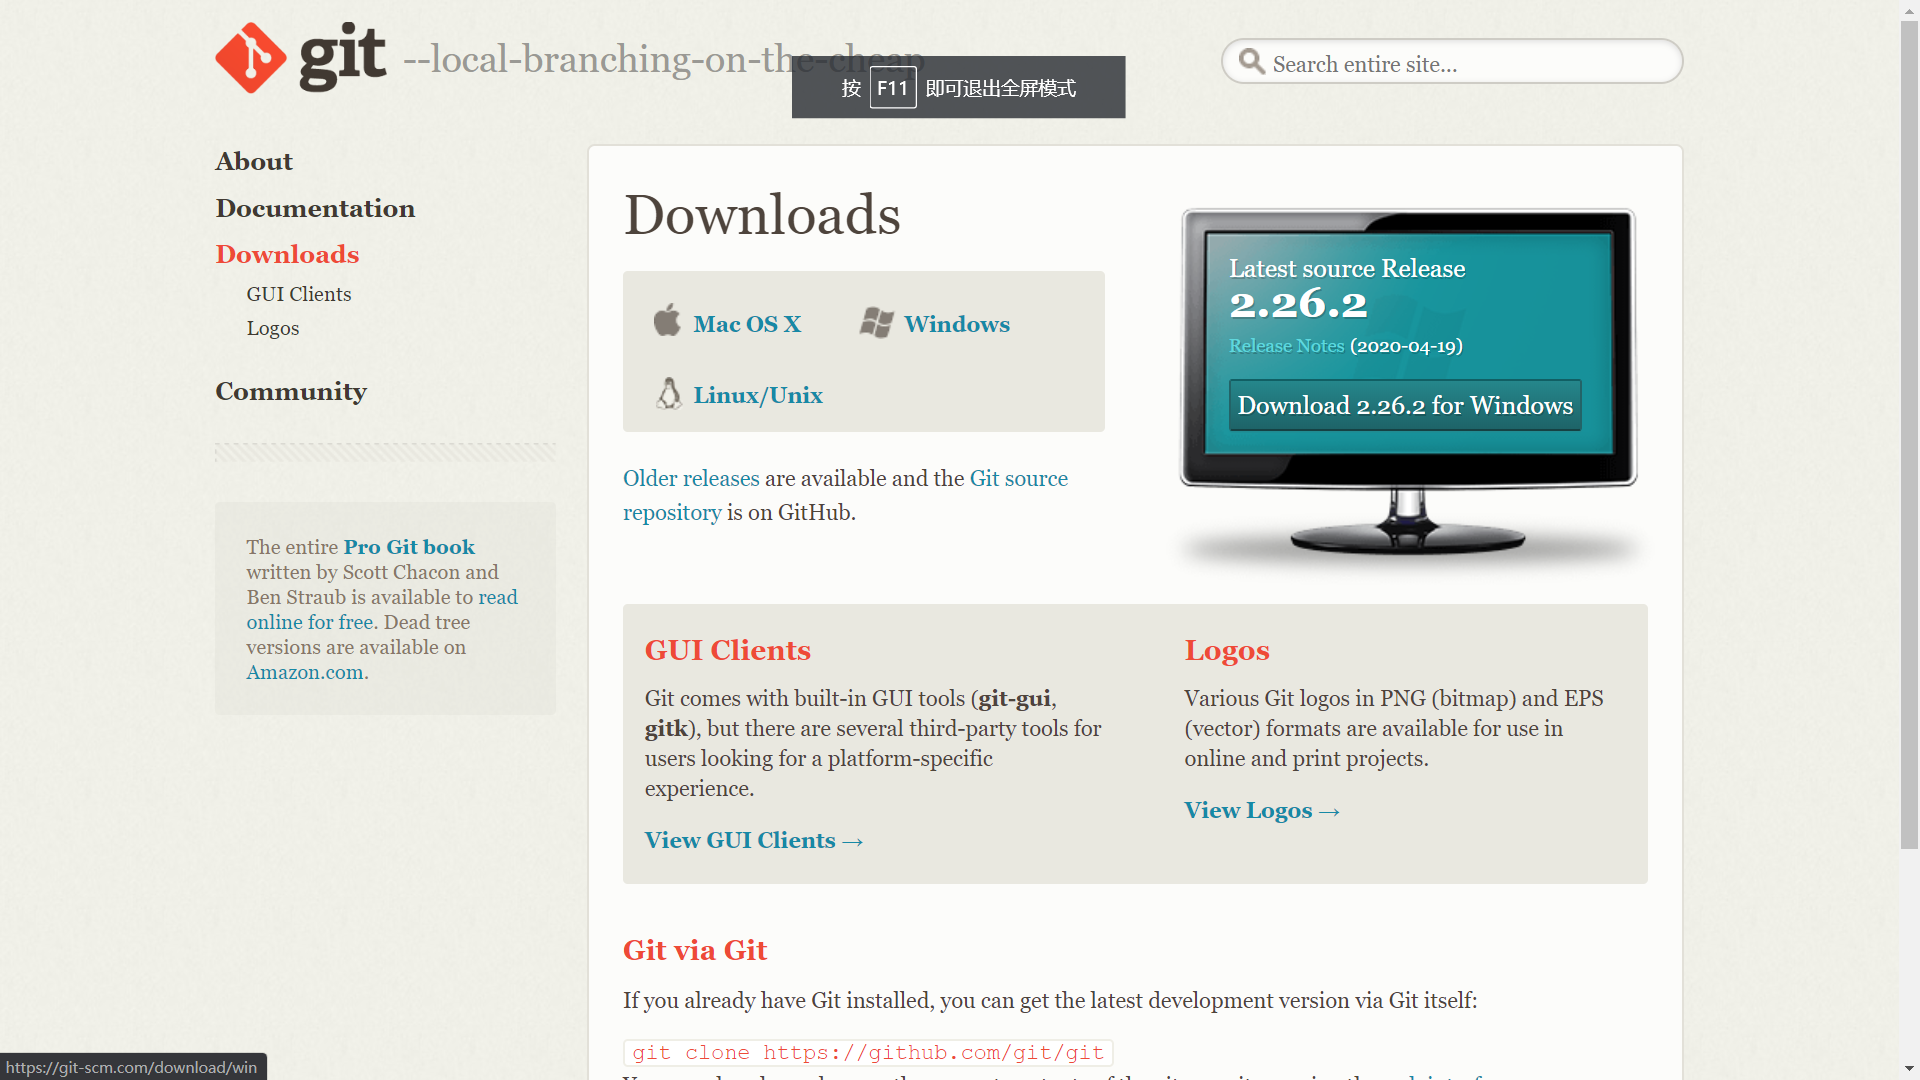 git --local-branching-on-the-cheap
按 F11 即可退出全屏模式
Search entire site...
About
Documentation
Downloads
GUI Clients
Logos
Community
The entire Pro Git book
written by Scott Chacon and
Ben Straub is available to read
online for free. Dead tree
versions are available on
Amazon.com.
Downloads
Mac OS X
Windows
Linux/Unix
Older releases are available and the Git source
repository is on GitHub.
Latest source Release
2.26.2
Release Notes (2020-04-19)
Download 2.26.2 for Windows
GUI Clients
Git comes with built-in GUI tools (git-gui,
gitk), but there are several third-party tools for
users looking for a platform-specific
experience.
View GUI Clients →
Logos
Various Git logos in PNG (bitmap) and EPS
(vector) formats are available for use in
online and print projects.
View Logos →
Git via Git
If you already have Git installed, you can get the latest development version via Git itself:
git clone https://github.com/git/git
https://git-scm.com/download/win